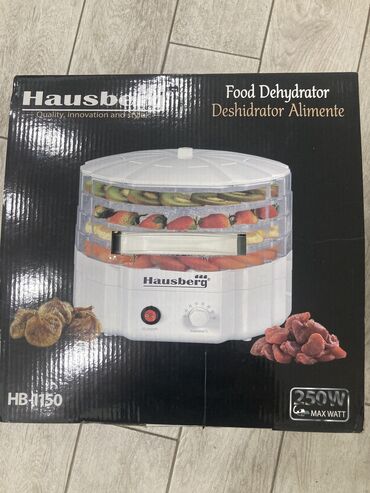 Hausberg
Quality, innovation and style
Food Dehydrator
Deshidrator Alimente
Hausberg
HB-1150
250W
MAX WATT